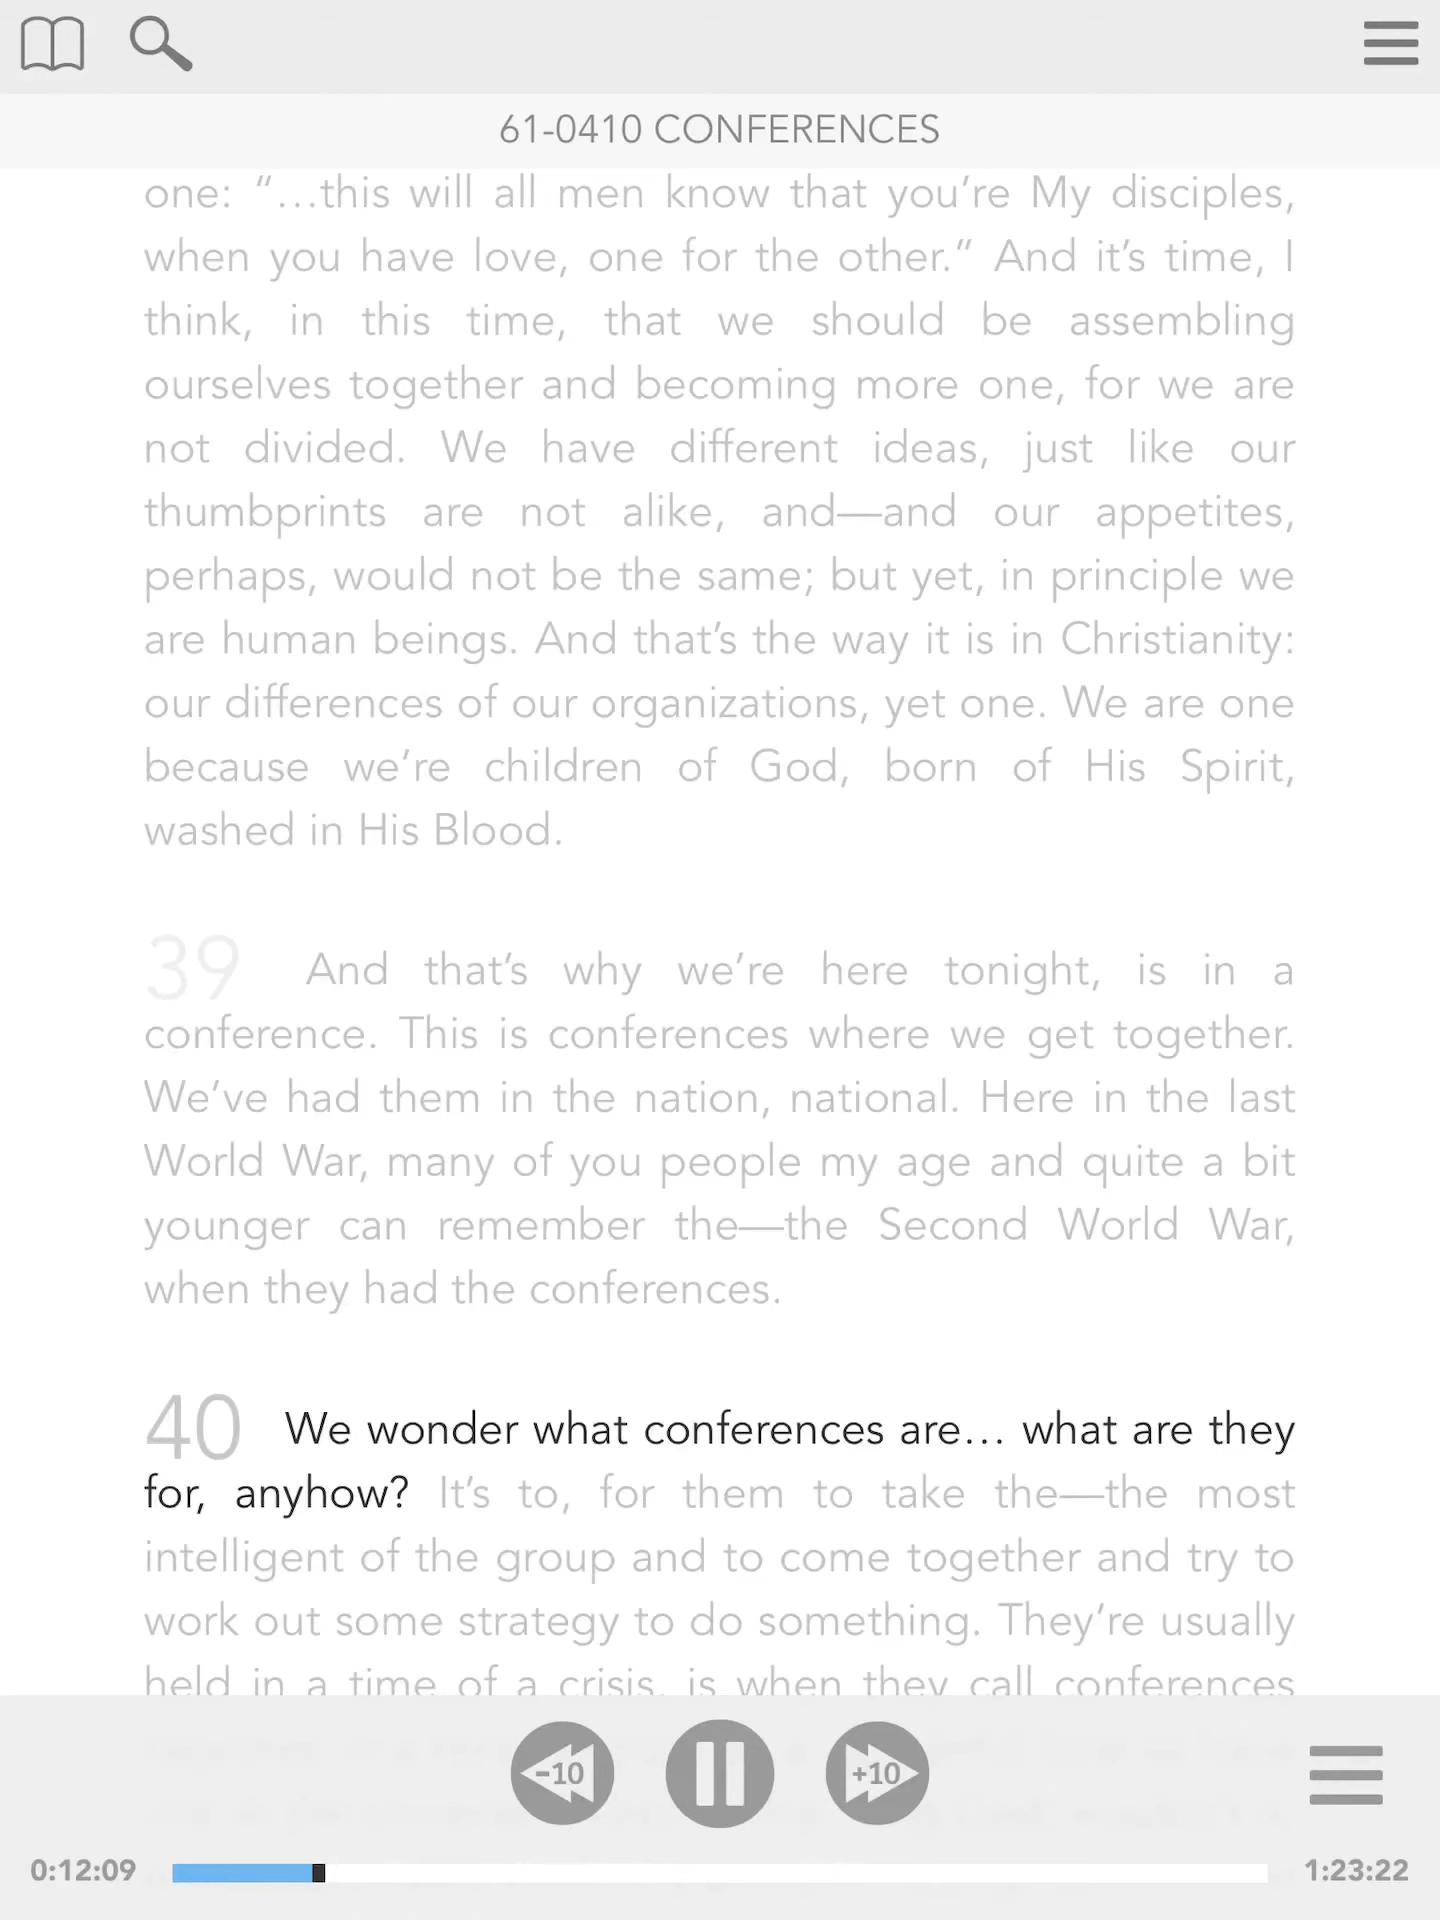 61-0410 CONFERENCES
one: “…this will all men know that you’re My disciples,
when you have love, one for the other.” And it’s time, I
think, in this time, that we should be assembling
ourselves together and becoming more one, for we are
not divided. We have different ideas, just like our
thumbprints are not alike, and—and our appetites,
perhaps, would not be the same; but yet, in principle we
are human beings. And that’s the way it is in Christianity:
our differences of our organizations, yet one. We are one
because we’re children of God, born of His Spirit,
washed in His Blood.
39 And that’s why we’re here tonight, is in a
conference. This is conferences where we get together.
We’ve had them in the nation, national. Here in the last
World War, many of you people my age and quite a bit
younger can remember the—the Second World War,
when they had the conferences.
40 We wonder what conferences are… what are they
for, anyhow? It’s to, for them to take the—the most
intelligent of the group and to come together and try to
work out some strategy to do something. They’re usually
held in a time of a crisis, is when they call conferences
-10 +10
0:12:09 1:23:22